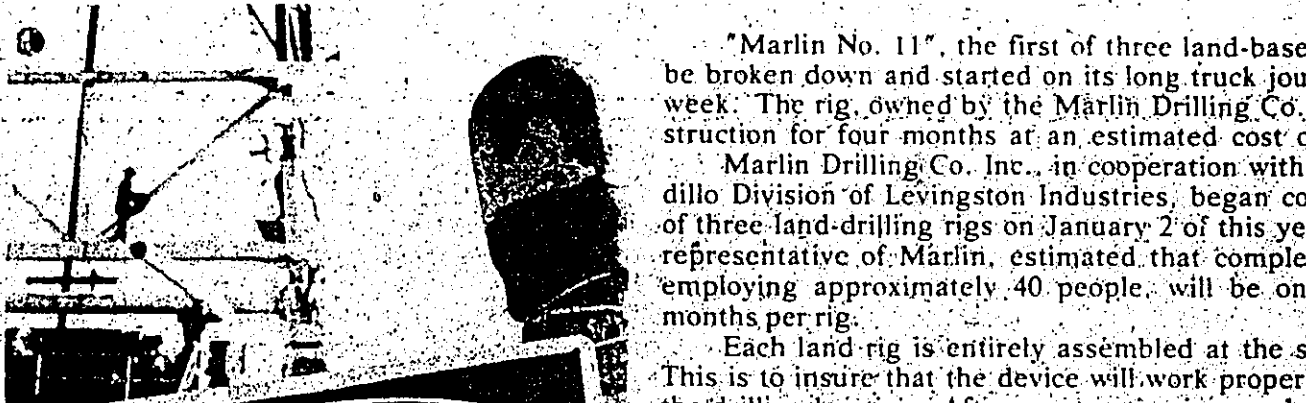 "Marlin No. 11", the first of three land-base
be broken down and started on its long truck jou
week. The rig, owned by the Marlin Drilling Co.
struction for four months at an estimated cost o
Marlin Drilling Co. Inc., in cooperation with
dillo Division of Levingston Industries, began co
of three land-drilling rigs on January 2 of this ye
representative of Marlin, estimated that comple
employing approximately 40 people, will be on
months per rig.
Each land rig is entirely assembled at the s
This is to insure that the device will work proper